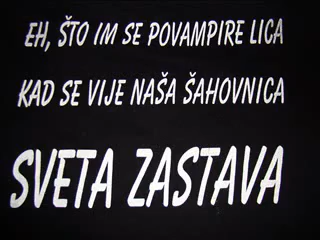 EH, ŠTO IM SE POVAMPIRE LICA
KAD SE VIJE NAŠA ŠAHOVNICA
SVETA ZASTAVA